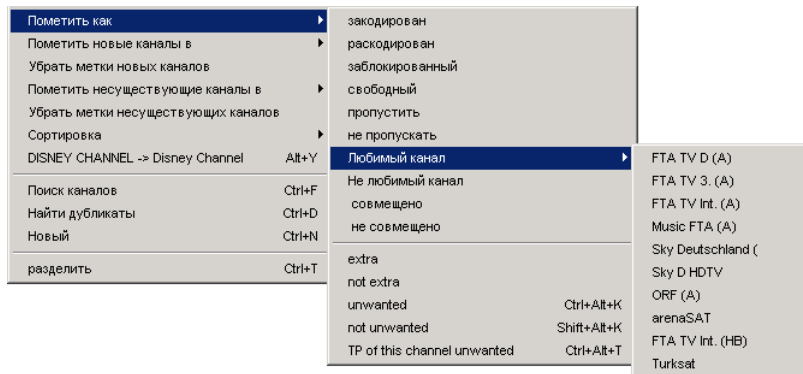 Пометить как
Пометить новые каналы в
Убрать метки новых каналов
Пометить несуществующие каналы в
Убрать метки несуществующих каналов
Сортировка
DISNEY CHANNEL -> Disney Channel Alt+Y
Поиск каналов Ctrl+F
Найти дубликаты Ctrl+D
Новый Ctrl+N
разделить Ctrl+T
закодирован
раскодирован
заблокированный
свободный
пропустить
не пропускать
Любимый канал
Не любимый канал
совмещено
не совмещено
extra
not extra
unwanted Ctrl+Alt+K
not unwanted Shift+Alt+K
TP of this channel unwanted Ctrl+Alt+T
FTA TV D (A)
FTA TV 3. (A)
FTA TV Int. (A)
Music FTA (A)
Sky Deutschland (
Sky D HDTV
ORF (A)
arenaSAT
FTA TV Int. (HB)
Turksat